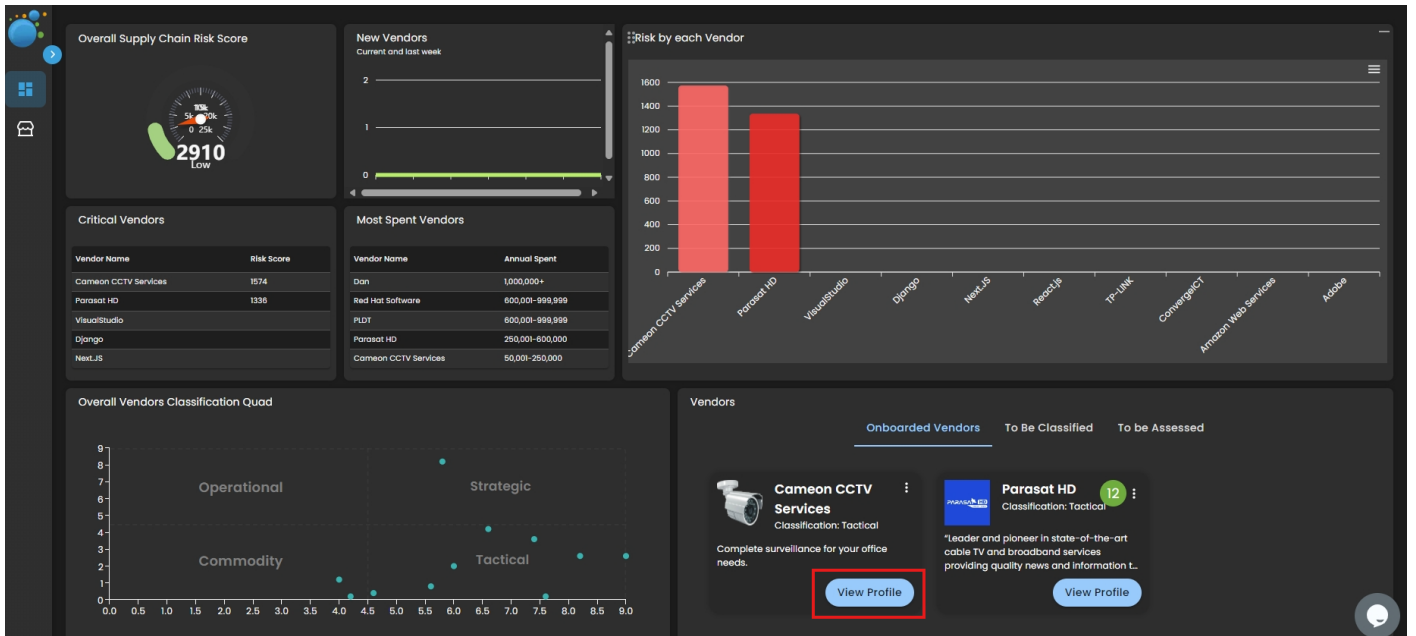 Overall Supply Chain Risk Score
5k
0 25k
2910
Low
New Vendors
Current and last week
2
1
0
Risk by each Vendor
1600
1400
1200
1000
800
600
400
200
0
Cameon CCTV Services
Parasat HD
VisualStudio
Django
Next.JS
React.js
TP-LINK
ConvergeICT
Amazon Web Services
Adobe
Critical Vendors
Vendor Name Risk Score
Cameon CCTV Services 1574
Parasat HD 1336
VisualStudio
Django
Next.JS
Most Spent Vendors
Vendor Name Annual Spent
Dan 1,000,000+
Red Hat Software 600,001-999,999
PLDT 600,001-999,999
Parasat HD 250,001-600,000
Cameon CCTV Services 50,001-250,000
Overall Vendors Classification Quad
9
8
7
6
5
4
3
2
1
0
Operational Strategic
Commodity Tactical
0.0 0.5 1.0 1.5 2.0 2.5 3.0 3.5 4.0 4.5 5.0 5.5 6.0 6.5 7.0 7.5 8.0 8.5 9.0
Vendors
Onboarded Vendors To Be Classified To be Assessed
Cameon CCTV
Services
Classification: Tactical
Complete surveillance for your office
needs.
View Profile
PARASAT HD
Parasat HD 12
Classification: Tactical
"Leader and pioneer in state-of-the-art
cable TV and broadband services
providing quality news and information t...
View Profile